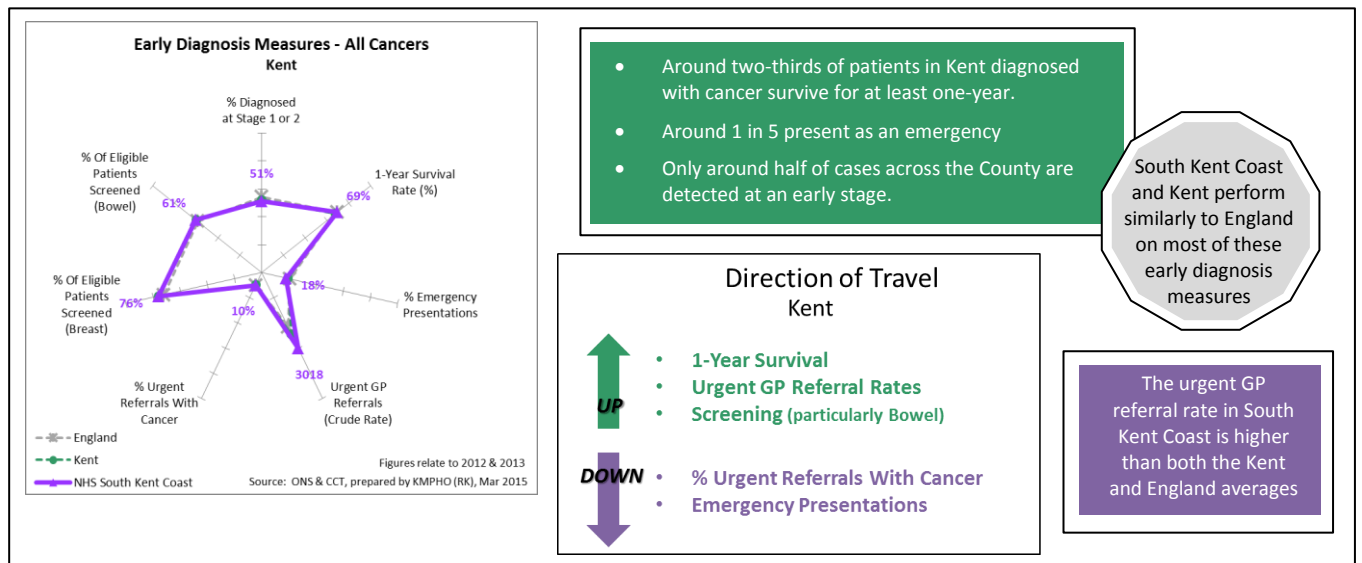 Early Diagnosis Measures - All Cancers
Kent
% Diagnosed
at Stage 1 or 2
51%
1-Year Survival
Rate (%)
69%
% Emergency
Presentations
18%
Urgent GP
Referrals
(Crude Rate)
3018
% Urgent
Referrals With
Cancer
10%
% Of Eligible
Patients
Screened
(Breast)
76%
% Of Eligible
Patients
Screened
(Bowel)
61%
England
Kent
NHS South Kent Coast
Figures relate to 2012 & 2013
Source: ONS & CCT, prepared by KMPHO (RK), Mar 2015
• Around two-thirds of patients in Kent diagnosed
with cancer survive for at least one-year.
• Around 1 in 5 present as an emergency
• Only around half of cases across the County are
detected at an early stage.
South Kent Coast
and Kent perform
similarly to England
on most of these
early diagnosis
measures
Direction of Travel
Kent
UP
• 1-Year Survival
• Urgent GP Referral Rates
• Screening (particularly Bowel)
DOWN
• % Urgent Referrals With Cancer
• Emergency Presentations
The urgent GP
referral rate in South
Kent Coast is higher
than both the Kent
and England averages